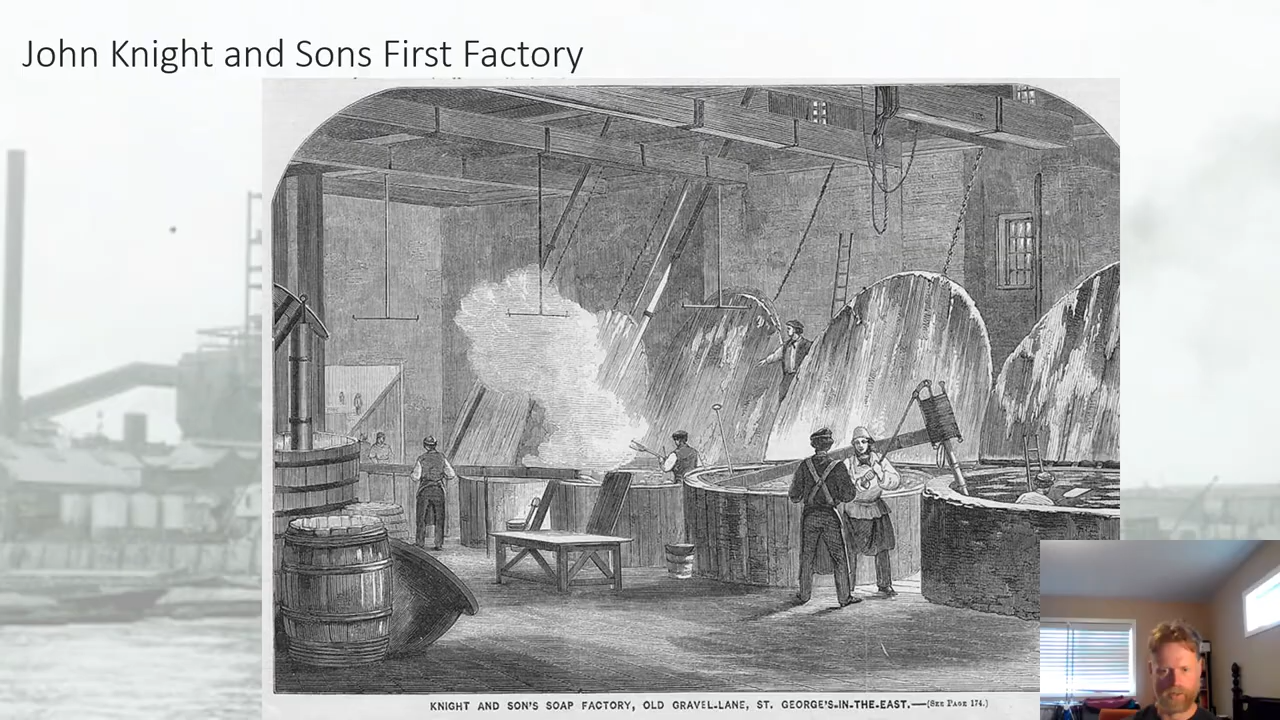 John Knight and Sons First Factory
KNIGHT AND SON'S SOAP FACTORY, OLD GRAVEL-LANE, ST. GEORGE'S-IN-THE-EAST.—(SEE PAGE 174.)